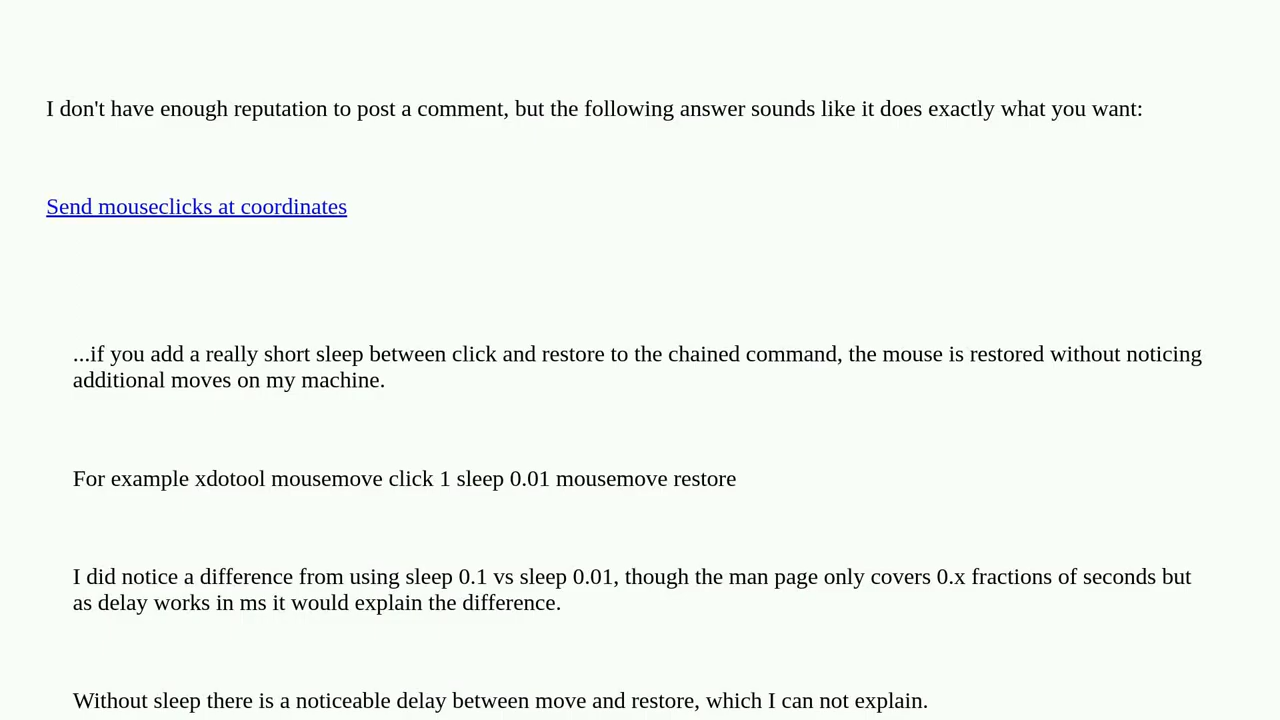 I don't have enough reputation to post a comment, but the following answer sounds like it does exactly what you want:
Send mouseclicks at coordinates
...if you add a really short sleep between click and restore to the chained command, the mouse is restored without noticing
additional moves on my machine.
For example xdotool mousemove click 1 sleep 0.01 mousemove restore
I did notice a difference from using sleep 0.1 vs sleep 0.01, though the man page only covers 0.x fractions of seconds but
as delay works in ms it would explain the difference.
Without sleep there is a noticeable delay between move and restore, which I can not explain.